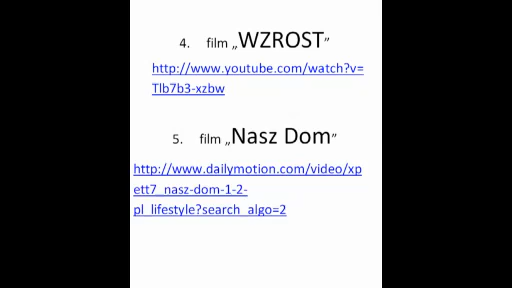 4. film „WZROST”
http://www.youtube.com/watch?v=
Tlb7b3-xzbw
5. film „Nasz Dom”
http://www.dailymotion.com/video/xp
ett7_nasz-dom-1-2-
pl_lifestyle?search_algo=2